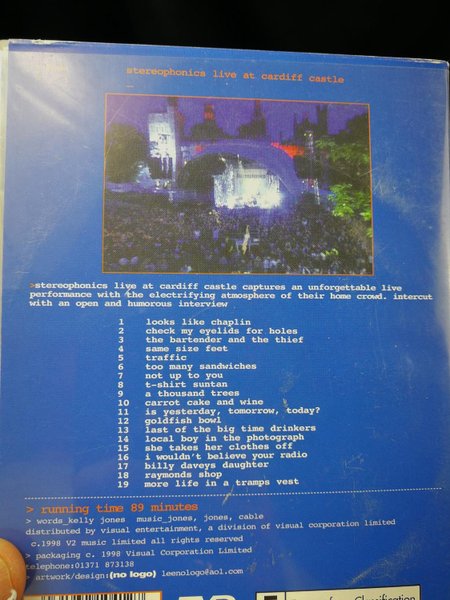 stereophonics live at cardiff castle
>stereophonics live at cardiff castle captures an unforgettable live
performance with the electrifying atmosphere of their home crowd. intercut
with an open and humorous interview
1 looks like chaplin
2 check my eyelids for holes
3 the bartender and the thief
4 same size feet
5 traffic
6 too many sandwiches
7 not up to you
8 t-shirt suntan
9 a thousand trees
10 carrot cake and wine
11 is yesterday, tomorrow, today?
12 goldfish bowl
13 last of the big time drinkers
14 local boy in the photograph
15 she takes her clothes off
16 i wouldn't believe your radio
17 billy daveys daughter
18 raymonds shop
19 more life in a tramps vest
> running time 89 minutes
> words_kelly jones music_jones, jones, cable
distributed by visual entertainment, a division of visual corporation limited
c.1998 V2 music limited all rights reserved
> packaging c. 1998 Visual Corporation Limited
telephone:01371 873138
> artwork/design:(no logo) leenologo@aol.com